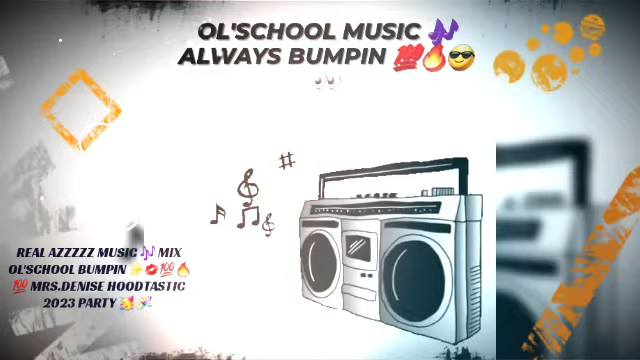 OL'SCHOOL MUSIC 🎶
ALWAYS BUMPIN 💯🔥😎
👀
REAL AZZZZZ MUSIC 🎶 MIX
OL'SCHOOL BUMPIN ✨💋💯🔥
💯 MRS.DENISE HOODTASTIC
2023 PARTY 🥳🎉